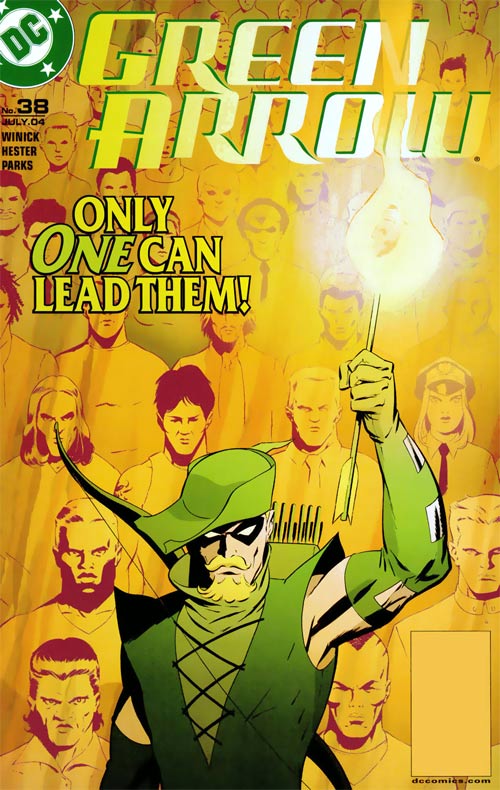 DC
GREEN
ARROW
®
No. 38
JULY. 04
WINICK
HESTER
PARKS
ONLY
ONE CAN
LEAD THEM!
dccomics.com